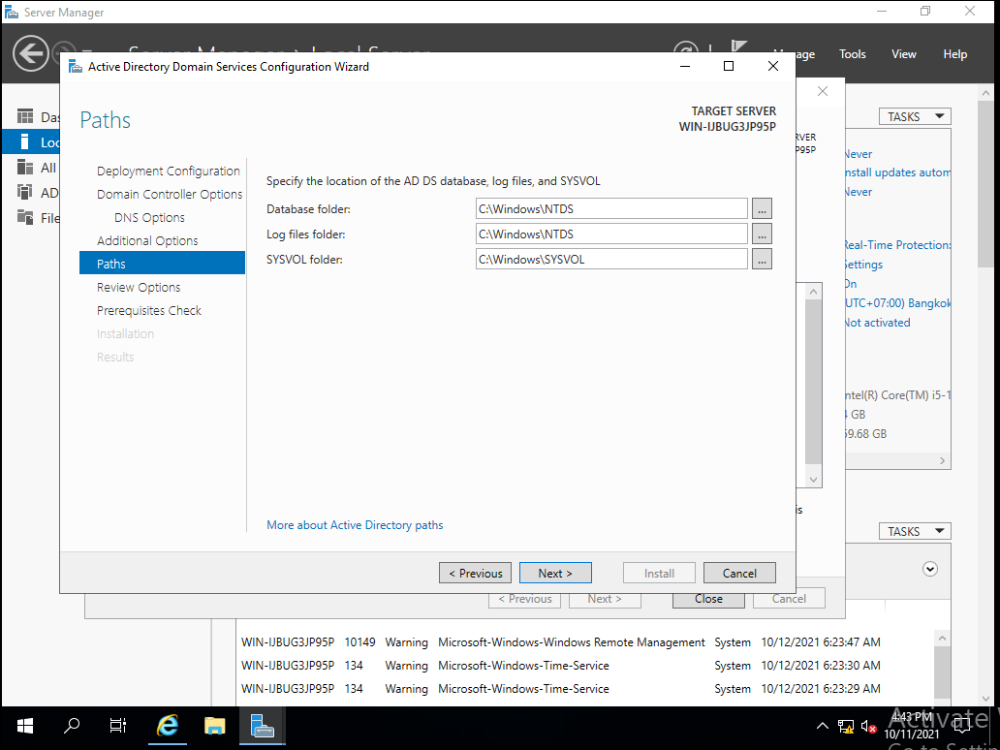 Server Manager
Manage Tools View Help
Active Directory Domain Services Configuration Wizard
Paths
TARGET SERVER
WIN-IJBUG3JP95P
Deployment Configuration
Domain Controller Options
DNS Options
Additional Options
Paths
Review Options
Prerequisites Check
Installation
Results
Specify the location of the AD DS database, log files, and SYSVOL
Database folder: C:\Windows\NTDS ...
Log files folder: C:\Windows\NTDS ...
SYSVOL folder: C:\Windows\SYSVOL ...
More about Active Directory paths
< Previous Next > Install Cancel
Das
Loc
All
AD
File
RVER
P95P
TASKS
Never
nstall updates autom
Never
Real-Time Protection:
Settings
On
UTC+07:00) Bangkok
Not activated
ntel(R) Core(TM) i5-1
GB
59.68 GB
is
TASKS
< Previous Next > Close Cancel
WIN-IJBUG3JP95P 10149 Warning Microsoft-Windows-Windows Remote Management System 10/12/2021 6:23:47 AM
WIN-IJBUG3JP95P 134 Warning Microsoft-Windows-Time-Service System 10/12/2021 6:23:30 AM
WIN-IJBUG3JP95P 134 Warning Microsoft-Windows-Time-Service System 10/12/2021 6:23:29 AM
4:43 PM
10/11/2021
Activate W
Go to Settin